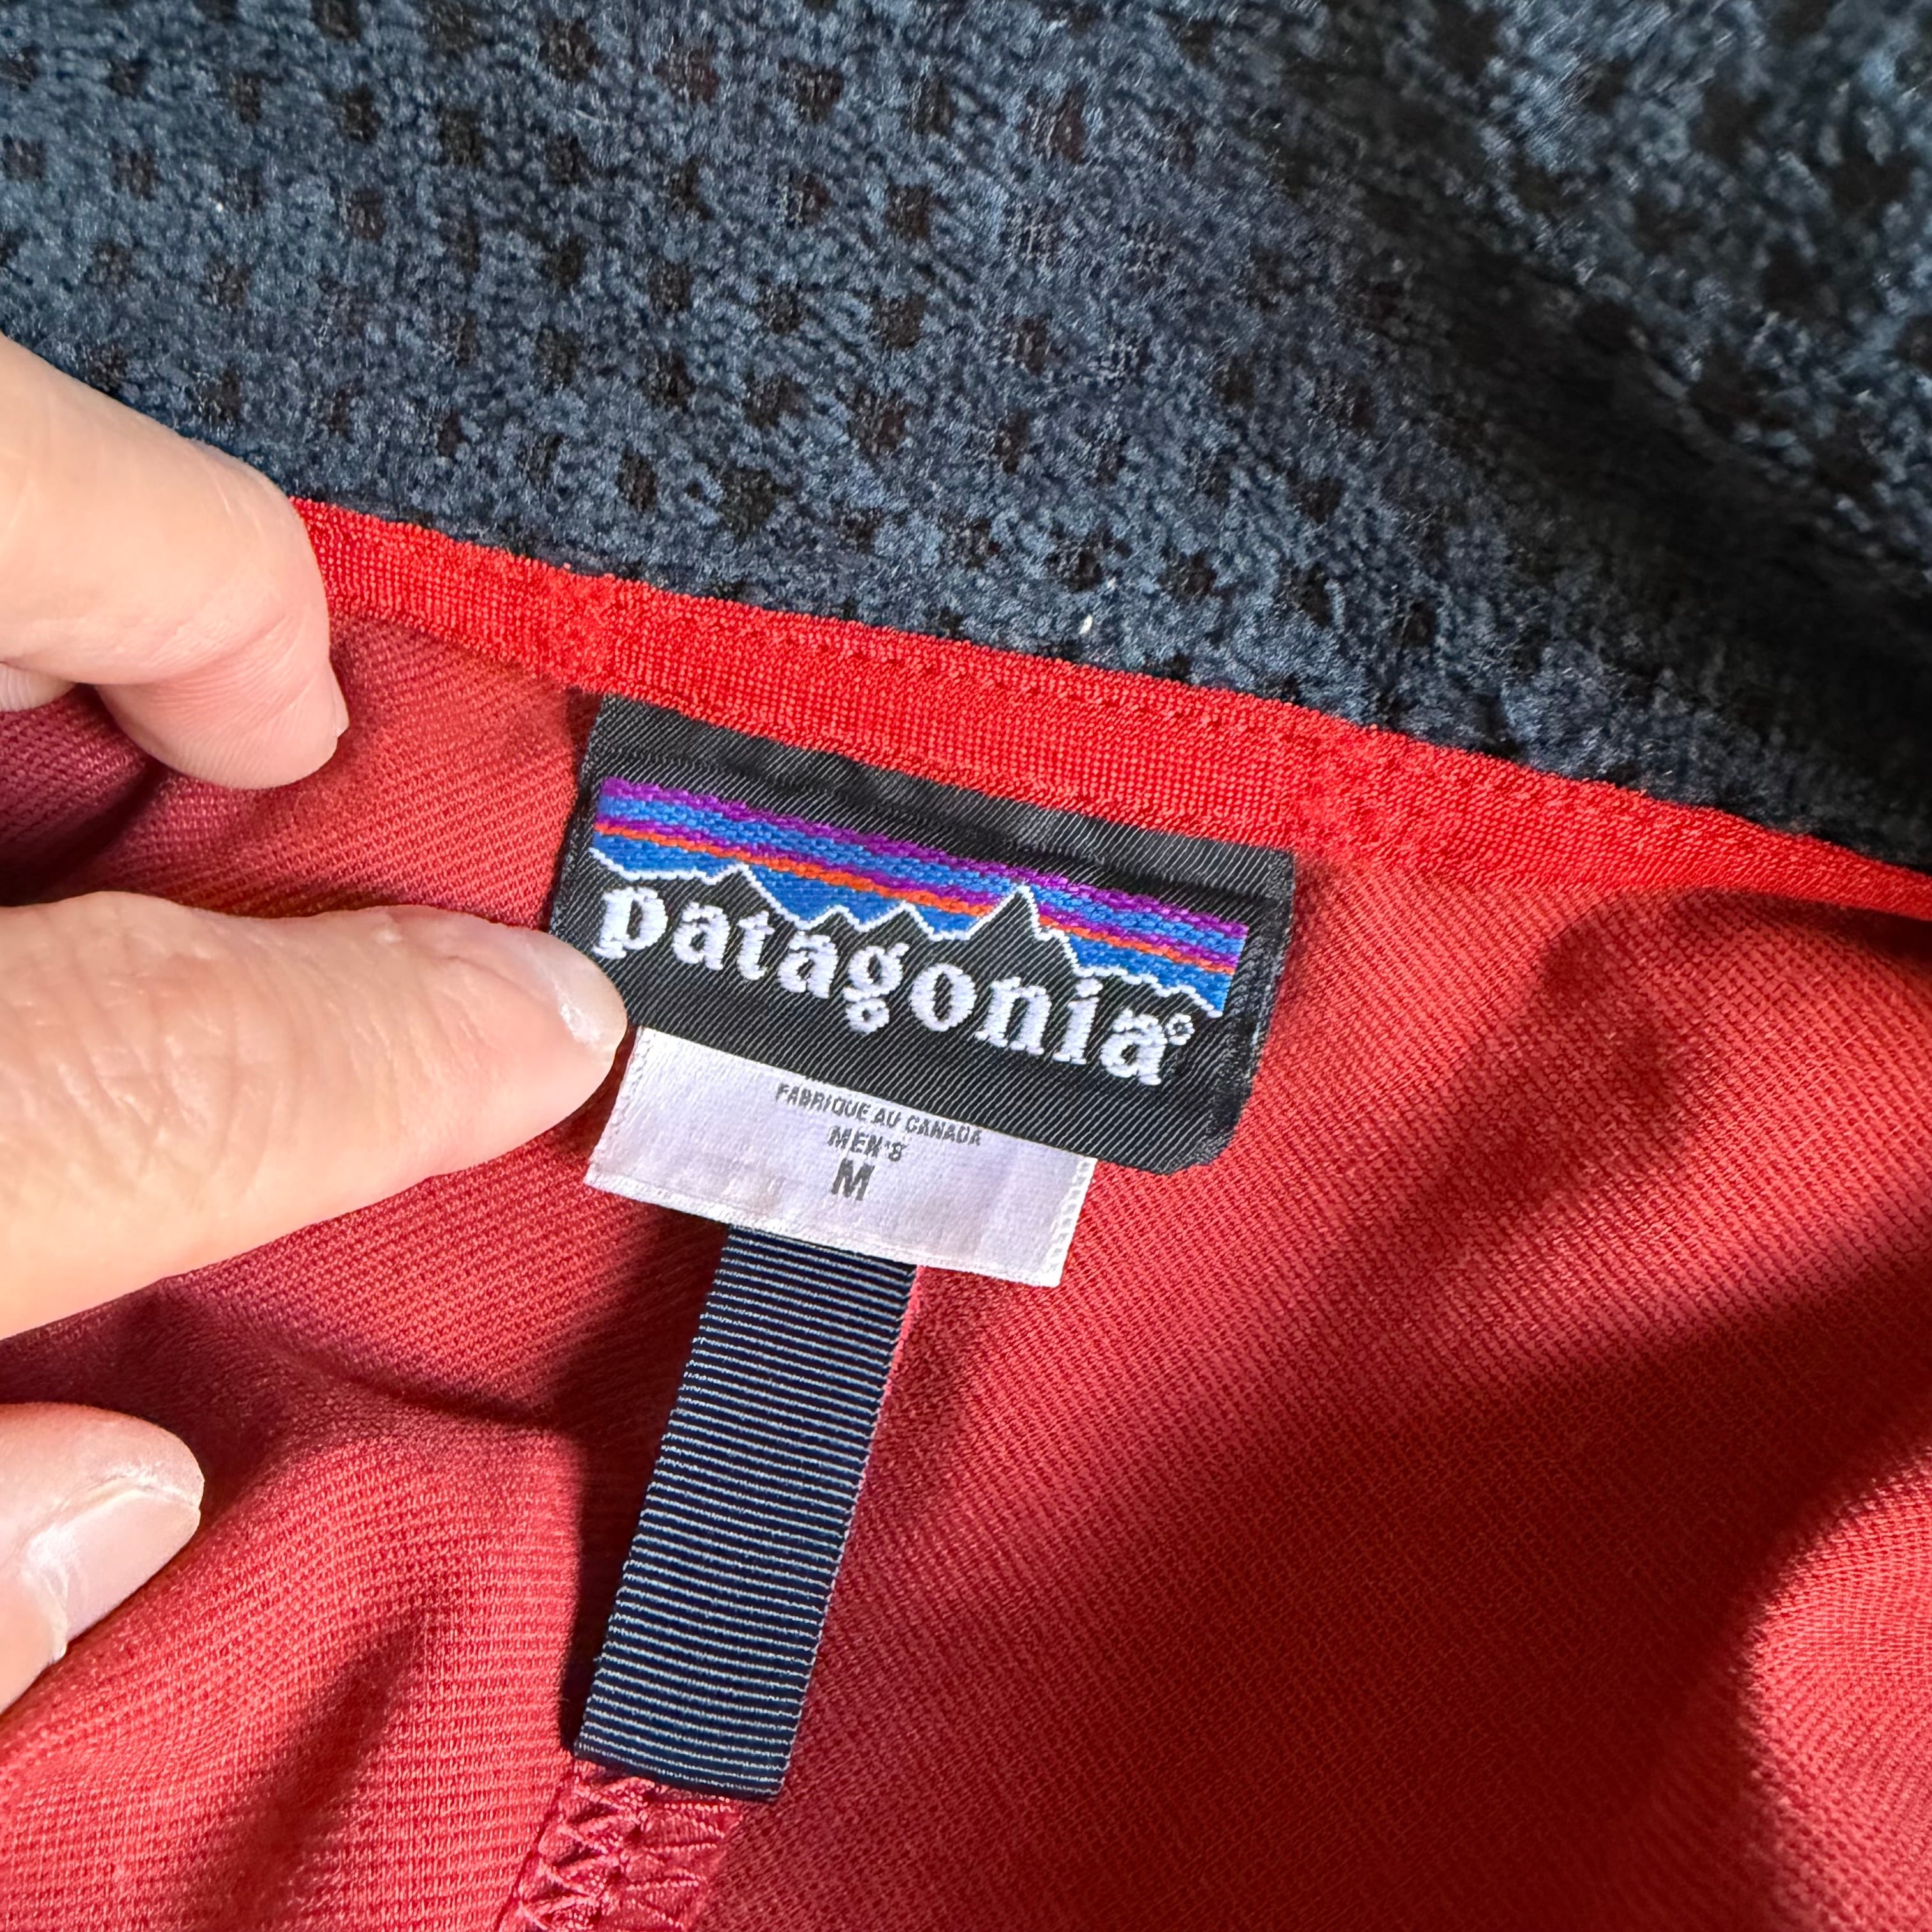 patagonia®
FABRIQUE AU CANADA
MEN'S
M